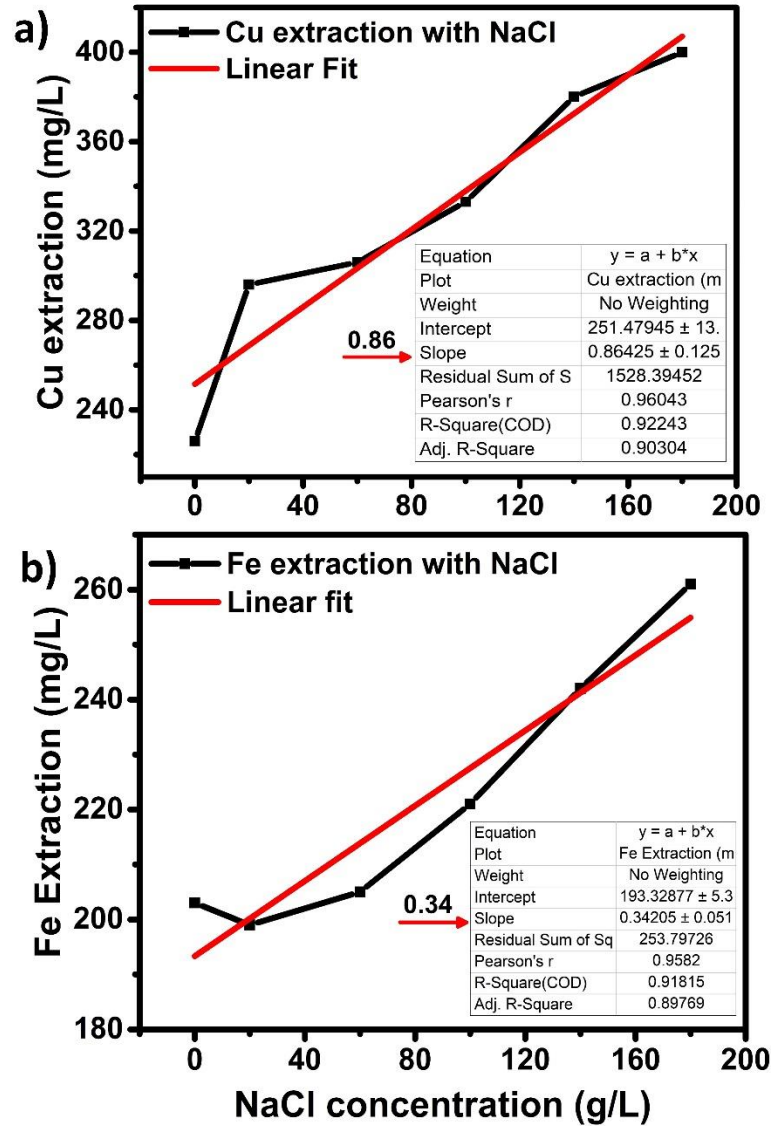 a)
Cu extraction with NaCl
Linear Fit
Cu extraction (mg/L)
400
360
320
280
240
0.86
Equation y = a + b*x
Plot Cu extraction (m
Weight No Weighting
Intercept 251.47945 ± 13.
Slope 0.86425 ± 0.125
Residual Sum of S 1528.39452
Pearson's r 0.96043
R-Square(COD) 0.92243
Adj. R-Square 0.90304
0 40 80 120 160 200
b)
Fe extraction with NaCl
Linear fit
Fe Extraction (mg/L)
260
240
220
200
180
0.34
Equation y = a + b*x
Plot Fe Extraction (m
Weight No Weighting
Intercept 193.32877 ± 5.3
Slope 0.34205 ± 0.051
Residual Sum of Sq 253.79726
Pearson's r 0.9582
R-Square(COD) 0.91815
Adj. R-Square 0.89769
0 40 80 120 160 200
NaCl concentration (g/L)